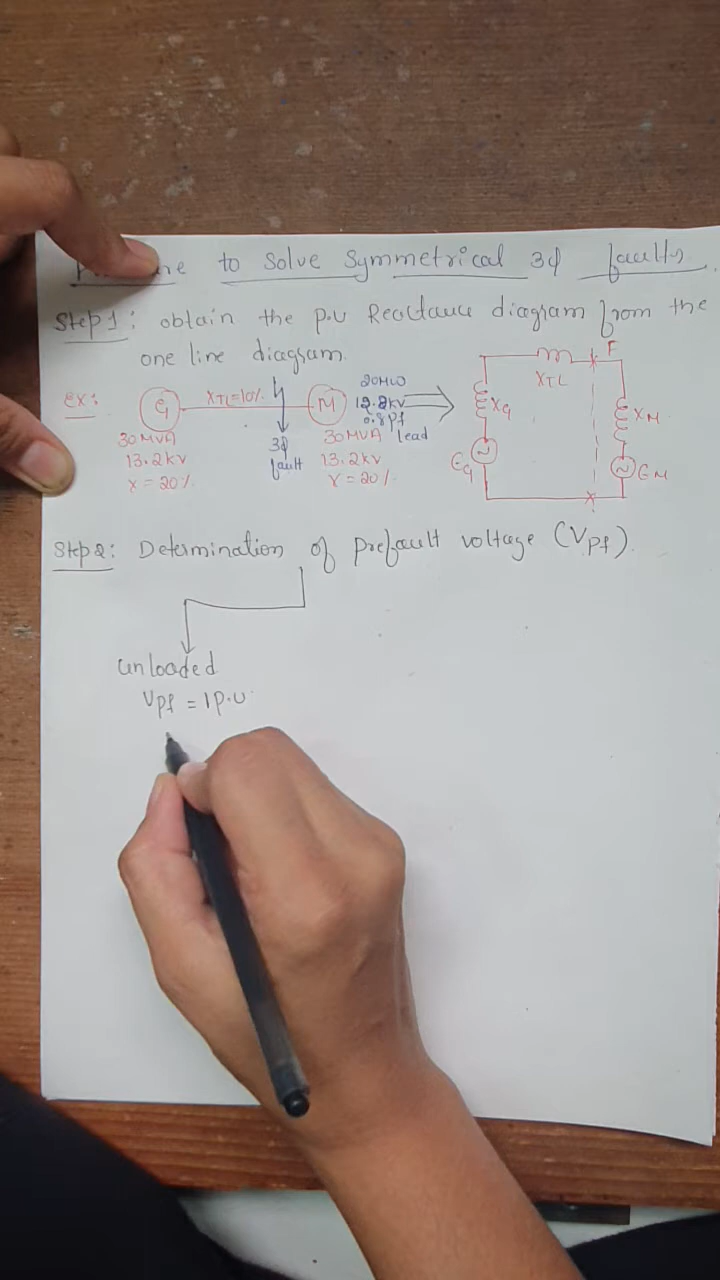 to solve symmetrical 3ϕ faults.
Step 1: obtain the p.u Reactance diagram from the
one line diagram.
Ex:
G XTL=10% M
30MVA
13.2kv
X = 20%
3ϕ
fault
20MW
12.8kv
0.8pf
lead
30MVA
13.2kv
X = 20%
XTL F
XG XM
EG EM
Step 2: Determination of prefault voltage (Vpf).
unloaded
Vpf = 1p.u.